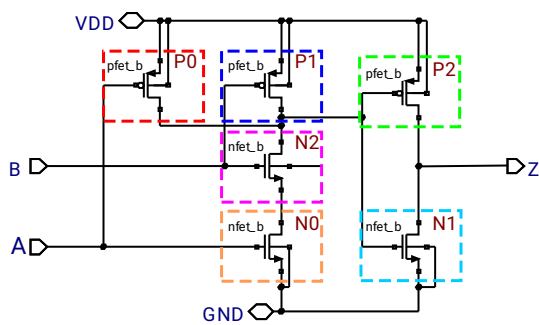 VDD
P0
P1
P2
pfet_b
pfet_b
pfet_b
N2
nfet_b
B
Z
N0
N1
nfet_b
nfet_b
A
GND